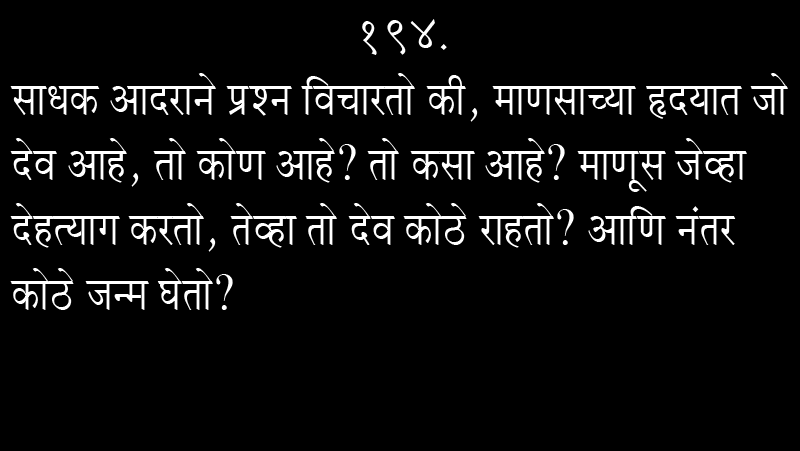 १९४.
साधक आदराने प्रश्न विचारतो की, माणसाच्या हृदयात जो
देव आहे, तो कोण आहे? तो कसा आहे? माणूस जेव्हा
देहत्याग करतो, तेव्हा तो देव कोठे राहतो? आणि नंतर
कोठे जन्म घेतो?